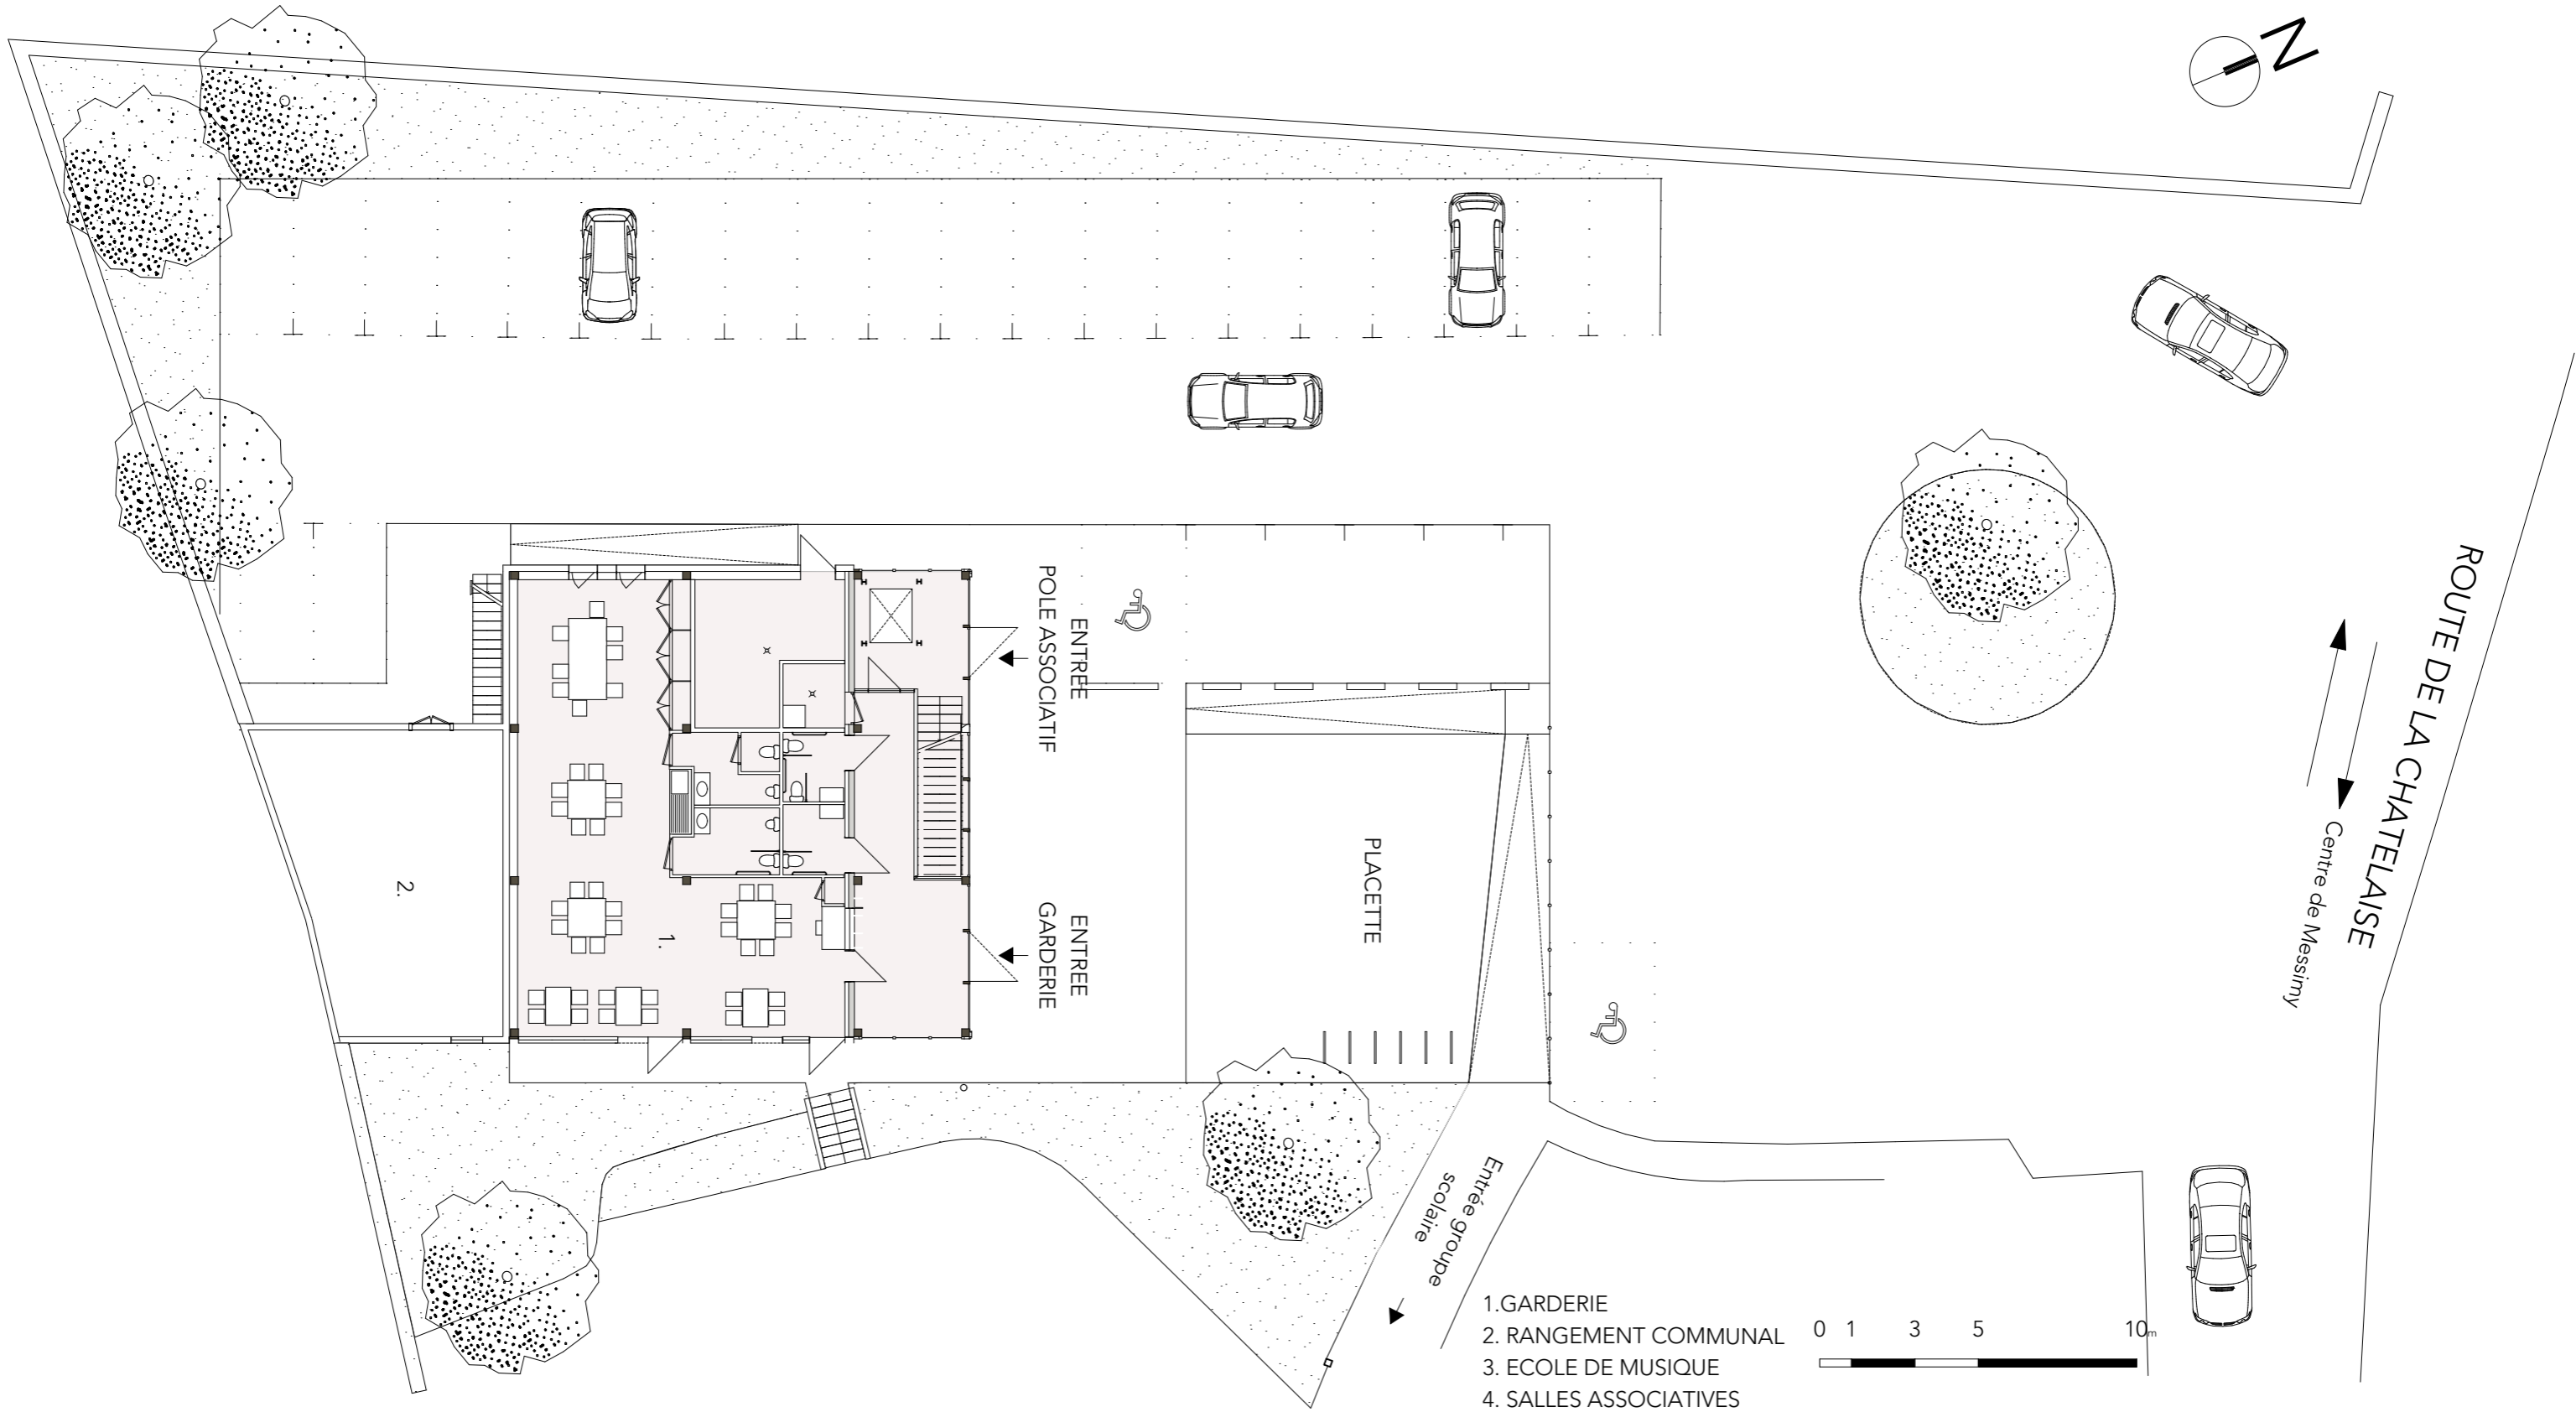 N
ENTREE
POLE ASSOCIATIF
ENTREE
GARDERIE
PLACETTE
ROUTE DE LA CHATELAISE
Centre de Messimy
2.
1.
Entrée groupe
scolaire
1.GARDERIE
2. RANGEMENT COMMUNAL
3. ECOLE DE MUSIQUE
4. SALLES ASSOCIATIVES
0 1 3 5 10m